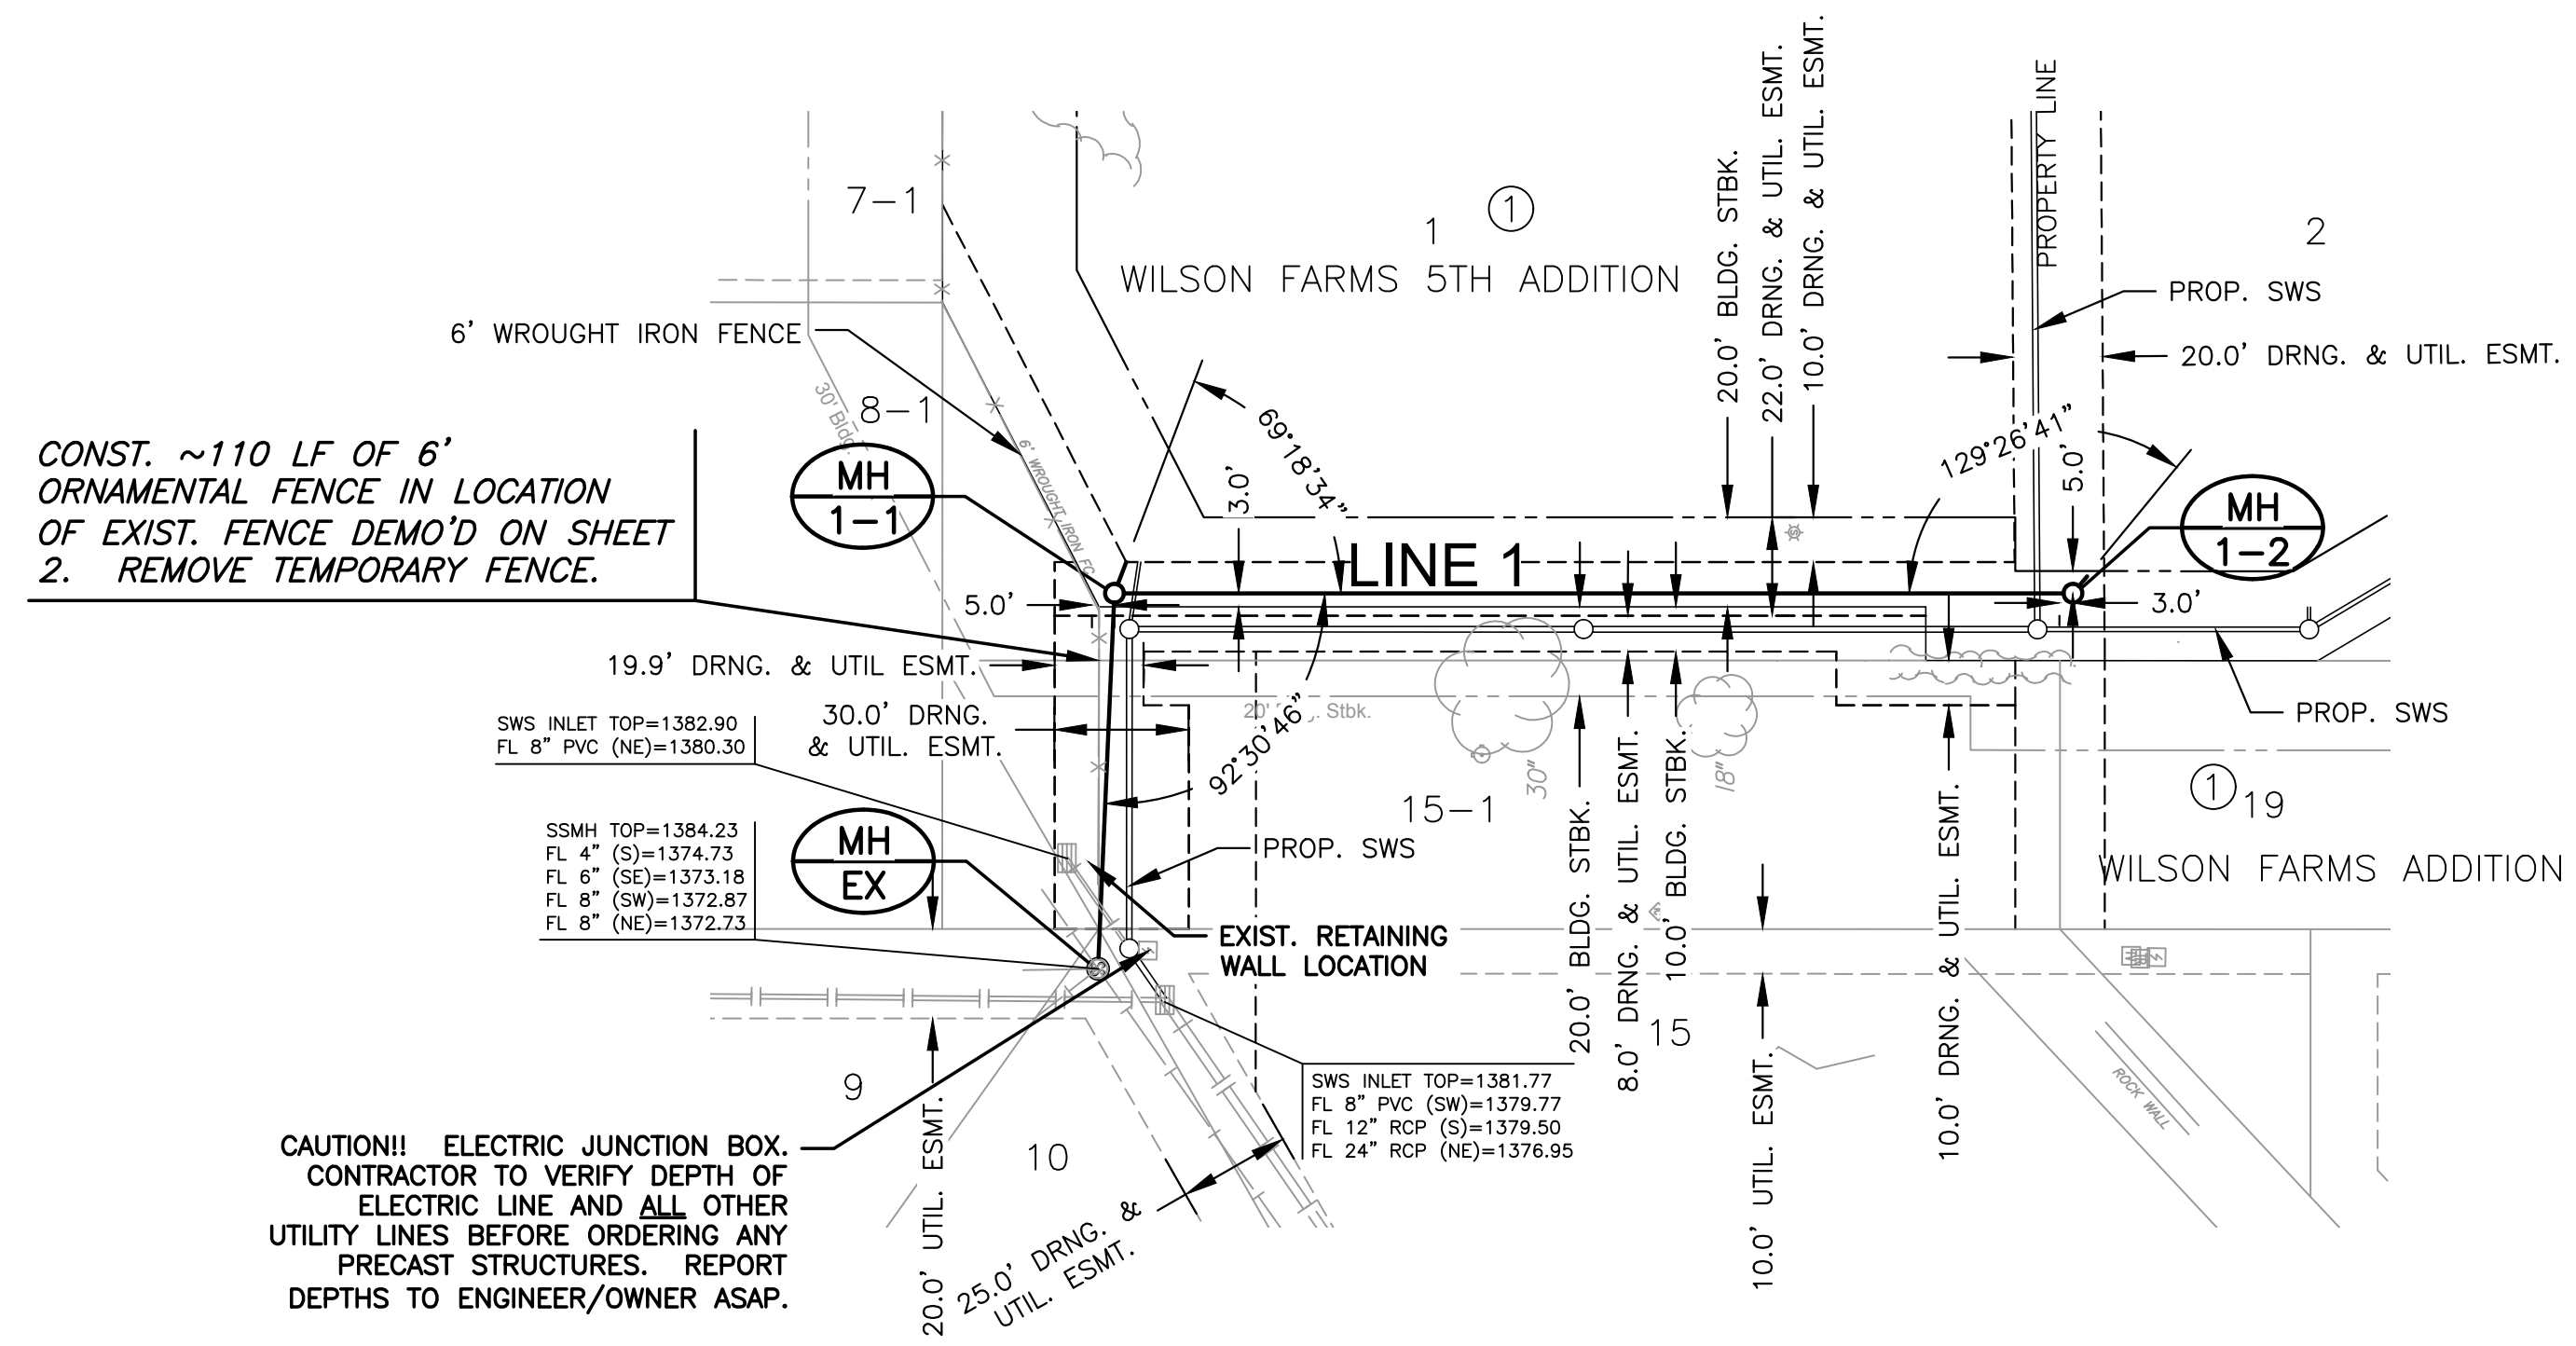 PROPERTY LINE
20.0' BLDG. STBK.
22.0' DRNG. & UTIL. ESMT.
10.0' DRNG. & UTIL. ESMT.
7-1
1
1
2
WILSON FARMS 5TH ADDITION
PROP. SWS
6' WROUGHT IRON FENCE
20.0' DRNG. & UTIL. ESMT.
30' Bldg.
8-1
69°18'34"
129°26'41"
CONST. ~110 LF OF 6'
ORNAMENTAL FENCE IN LOCATION
OF EXIST. FENCE DEMO'D ON SHEET
2. REMOVE TEMPORARY FENCE.
MH
1-1
6' WROUGHT IRON FC
3.0'
5.0'
MH
1-2
LINE 1
5.0'
3.0'
19.9' DRNG. & UTIL ESMT.
SWS INLET TOP=1382.90
FL 8" PVC (NE)=1380.30
30.0' DRNG.
& UTIL. ESMT.
20'
Stbk.
92°30'46"
30"
18"
PROP. SWS
15-1
1
19
SSMH TOP=1384.23
FL 4" (S)=1374.73
FL 6" (SE)=1373.18
FL 8" (SW)=1372.87
FL 8" (NE)=1372.73
MH
EX
PROP. SWS
WILSON FARMS ADDITION
EXIST. RETAINING
WALL LOCATION
20.0' BLDG. STBK.
8.0' DRNG. & UTIL. ESMT.
10.0' BLDG. STBK.
10.0' UTIL. ESMT.
10.0' DRNG. & UTIL. ESMT.
15
9
10
SWS INLET TOP=1381.77
FL 8" PVC (SW)=1379.77
FL 12" RCP (S)=1379.50
FL 24" RCP (NE)=1376.95
ROCK WALL
CAUTION!! ELECTRIC JUNCTION BOX.
CONTRACTOR TO VERIFY DEPTH OF
ELECTRIC LINE AND ALL OTHER
UTILITY LINES BEFORE ORDERING ANY
PRECAST STRUCTURES. REPORT
DEPTHS TO ENGINEER/OWNER ASAP.
20.0' UTIL. ESMT.
25.0' DRNG. &
UTIL. ESMT.